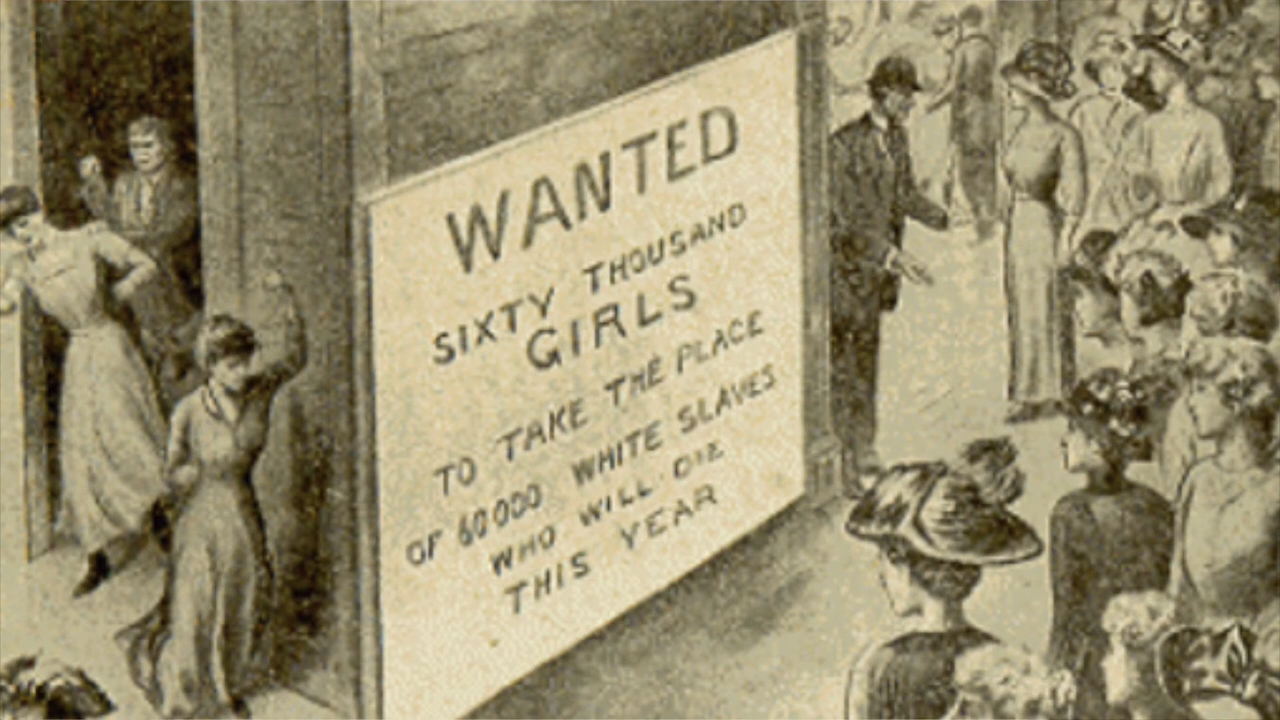 WANTED
SIXTY THOUSAND
GIRLS
TO TAKE THE PLACE
OF 60000 WHITE SLAVES
WHO WILL DIE
THIS YEAR